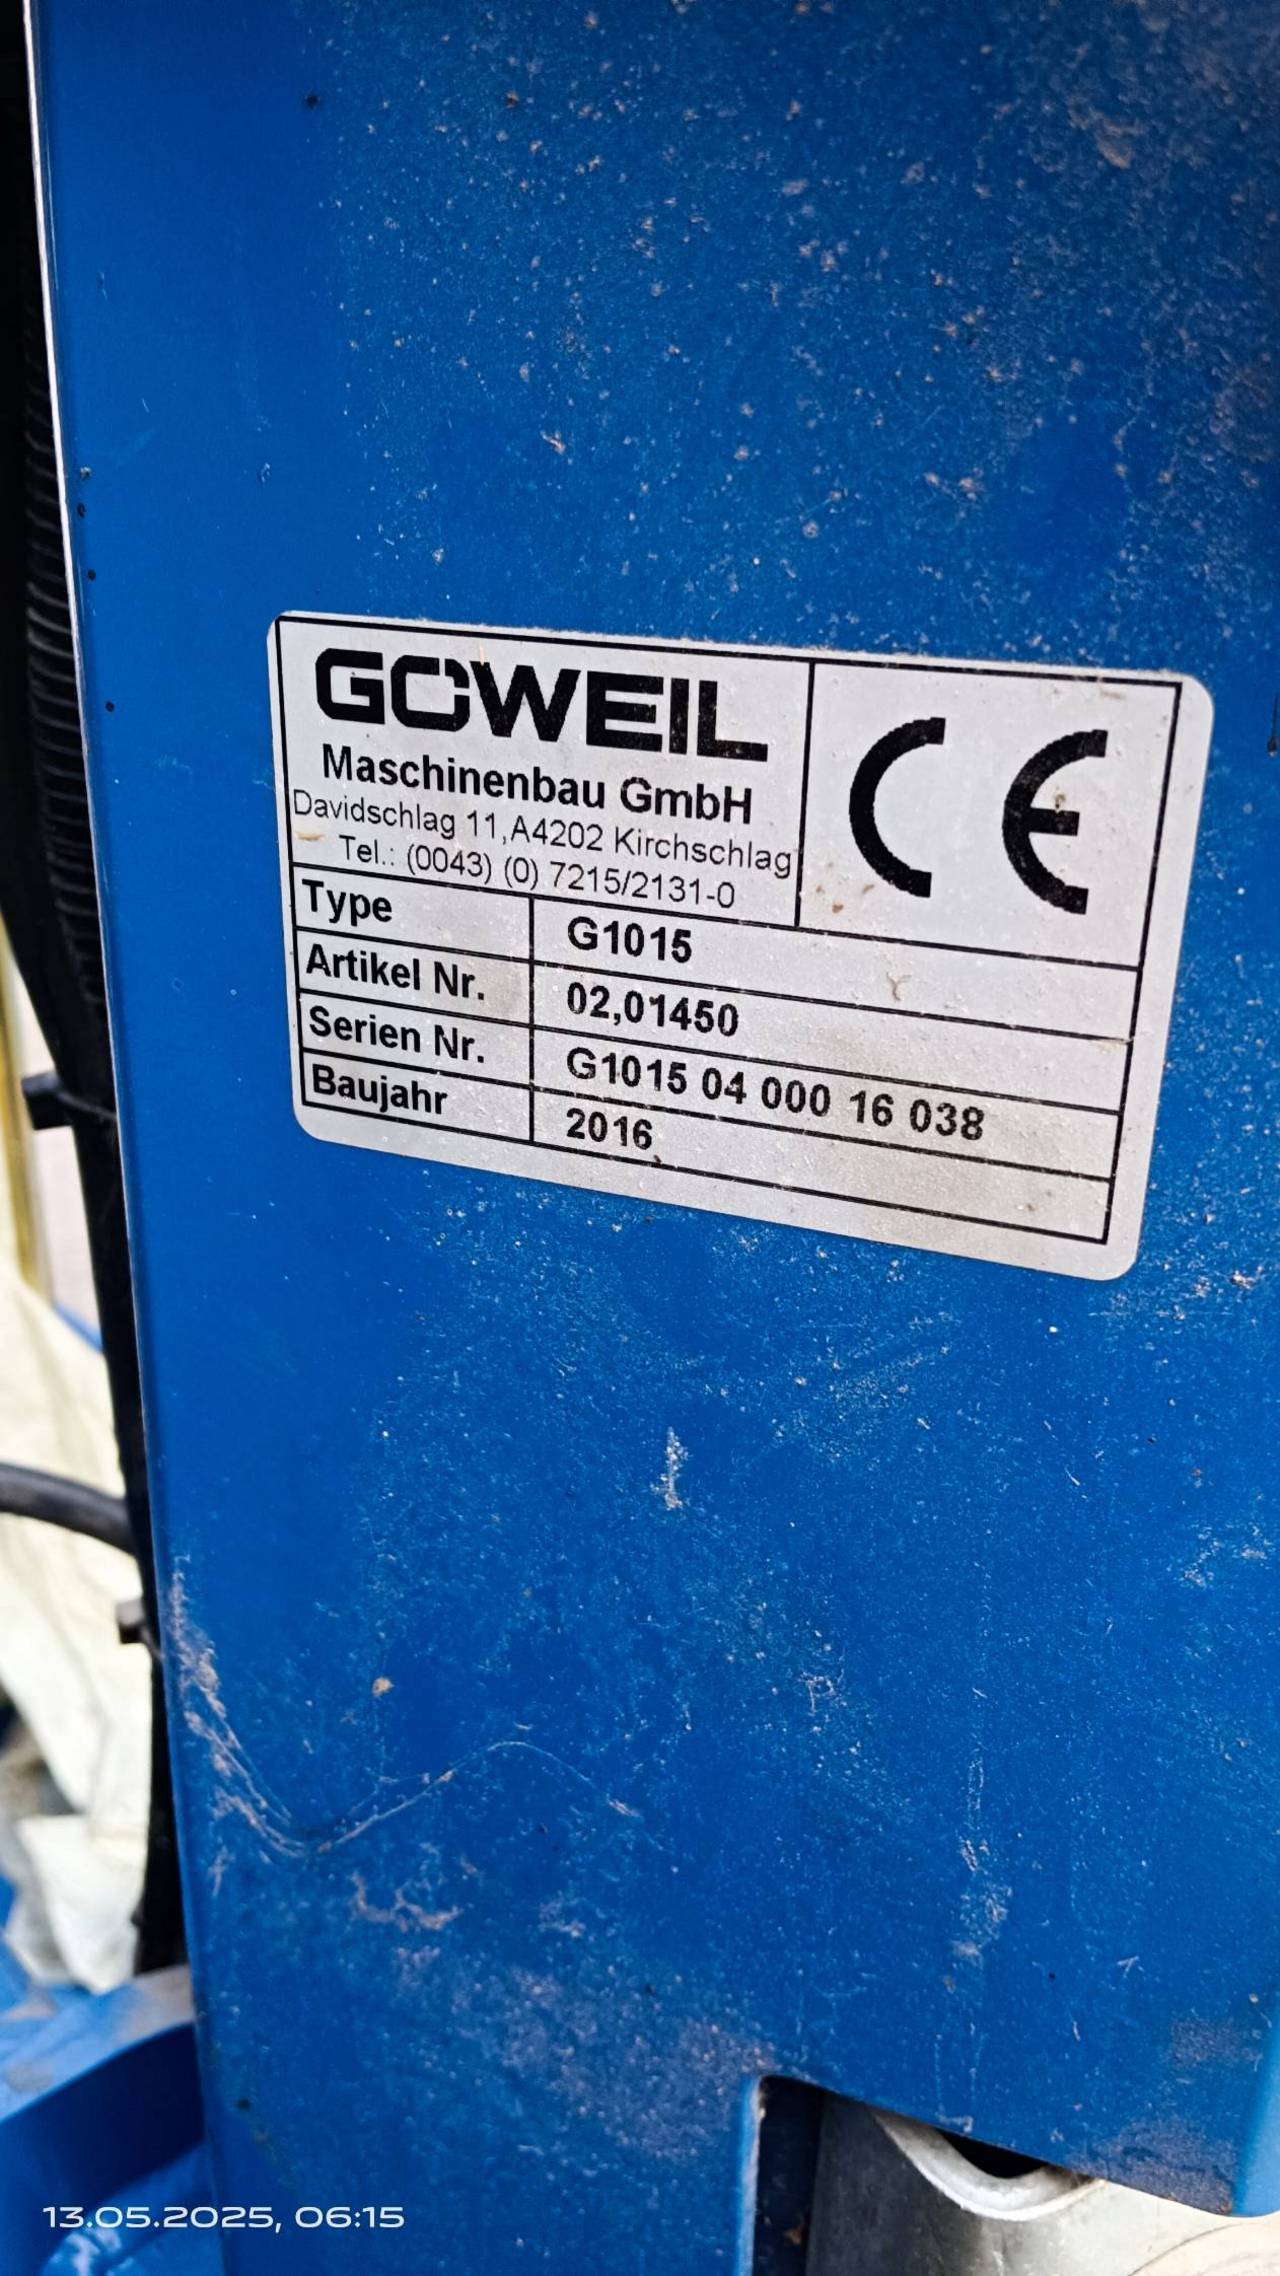 GÖWEIL
Maschinenbau GmbH
Davidschlag 11,A4202 Kirchschlag
Tel.: (0043) (0) 7215/2131-0
CE
Type G1015
Artikel Nr. 02,01450
Serien Nr. G1015 04 000 16 038
Baujahr 2016
13.05.2025, 06:15